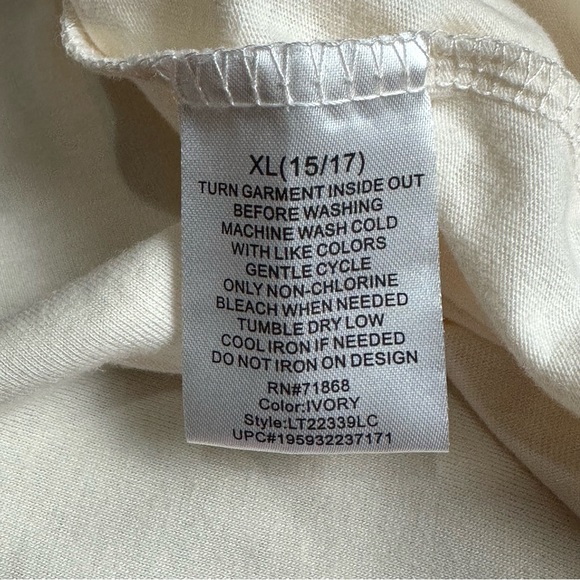 XL(15/17)
TURN GARMENT INSIDE OUT
BEFORE WASHING
MACHINE WASH COLD
WITH LIKE COLORS
GENTLE CYCLE
ONLY NON-CHLORINE
BLEACH WHEN NEEDED
TUMBLE DRY LOW
COOL IRON IF NEEDED
DO NOT IRON ON DESIGN
RN#71868
Color:IVORY
Style:LT22339LC
UPC#195932237171